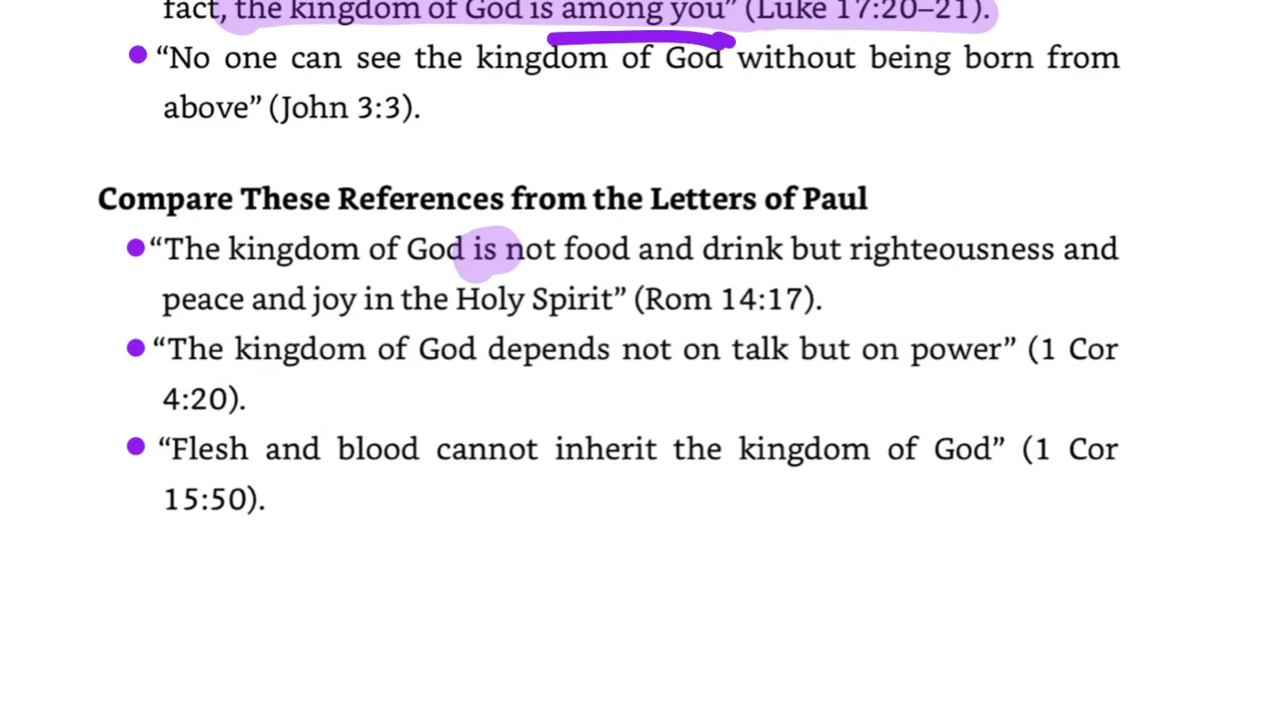 fact, the kingdom of God is among you” (Luke 17:20–21).
“No one can see the kingdom of God without being born from
above” (John 3:3).
Compare These References from the Letters of Paul
“The kingdom of God is not food and drink but righteousness and
peace and joy in the Holy Spirit” (Rom 14:17).
“The kingdom of God depends not on talk but on power” (1 Cor
4:20).
“Flesh and blood cannot inherit the kingdom of God” (1 Cor
15:50).